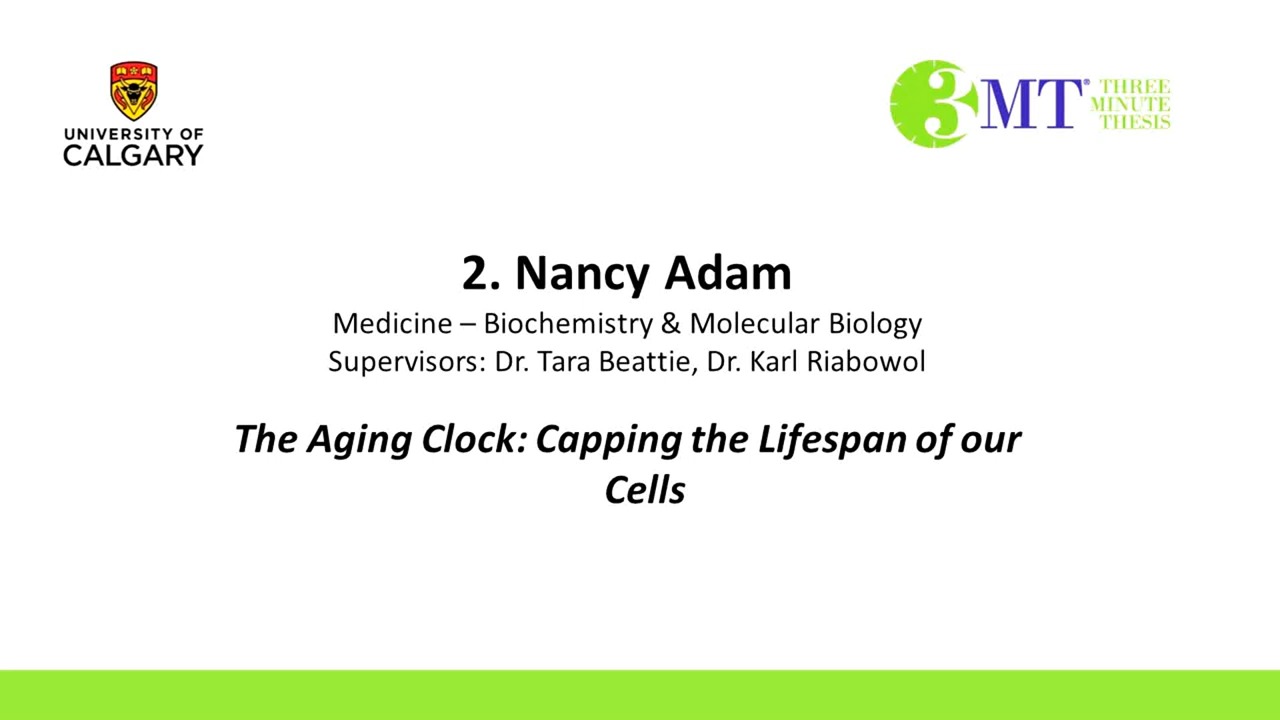 UNIVERSITY OF
CALGARY
3MT® THREE
MINUTE
THESIS
2. Nancy Adam
Medicine – Biochemistry & Molecular Biology
Supervisors: Dr. Tara Beattie, Dr. Karl Riabowol
The Aging Clock: Capping the Lifespan of our
Cells